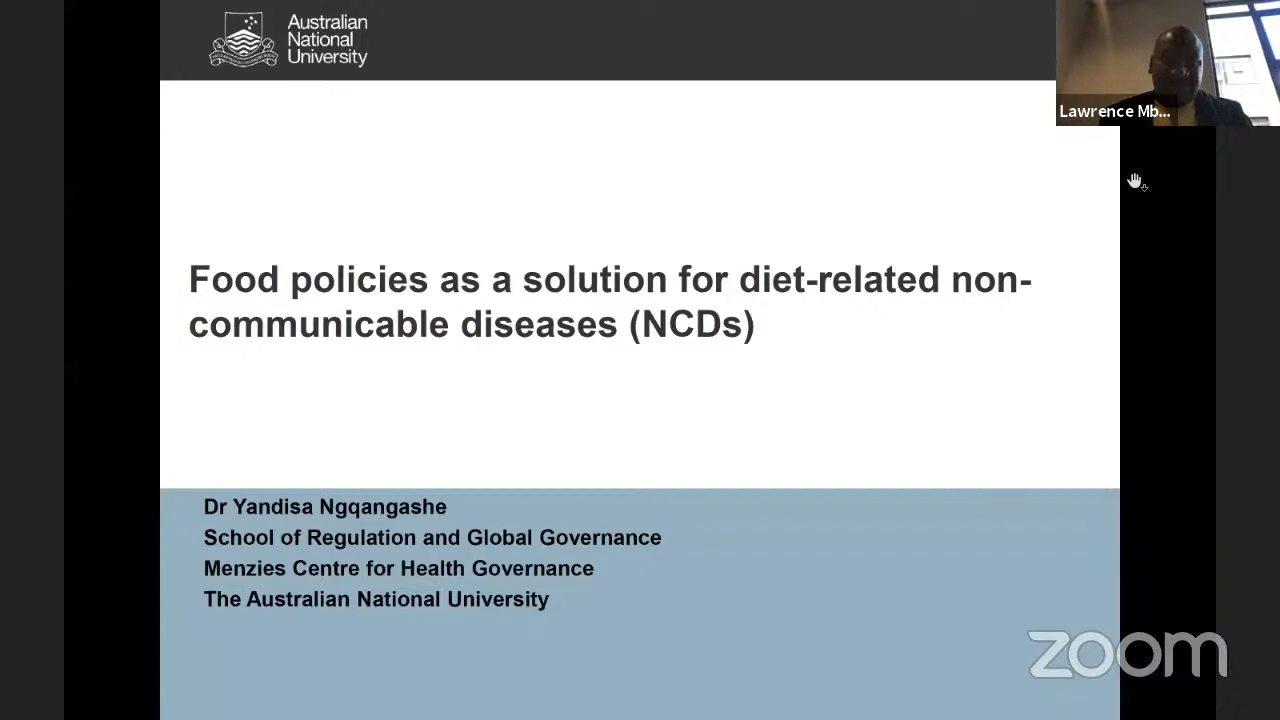 Australian
National
University
Lawrence Mb...
Food policies as a solution for diet-related non-
communicable diseases (NCDs)
Dr Yandisa Ngqangashe
School of Regulation and Global Governance
Menzies Centre for Health Governance
The Australian National University
zoom